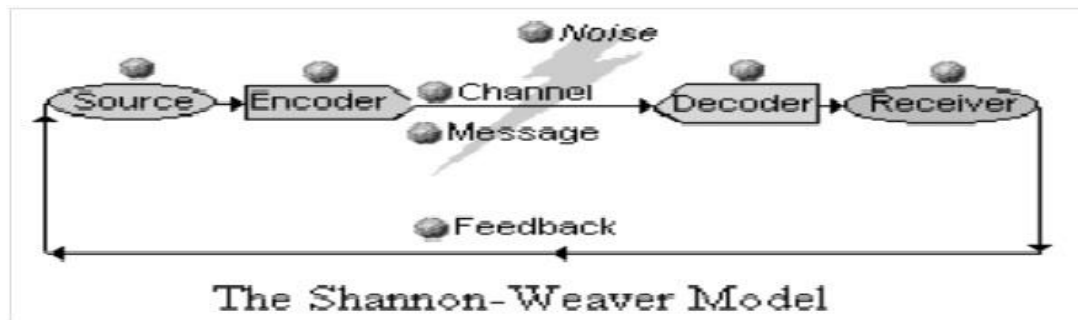 Noise
Source Encoder Channel Decoder Receiver
Message
Feedback
The Shannon-Weaver Model